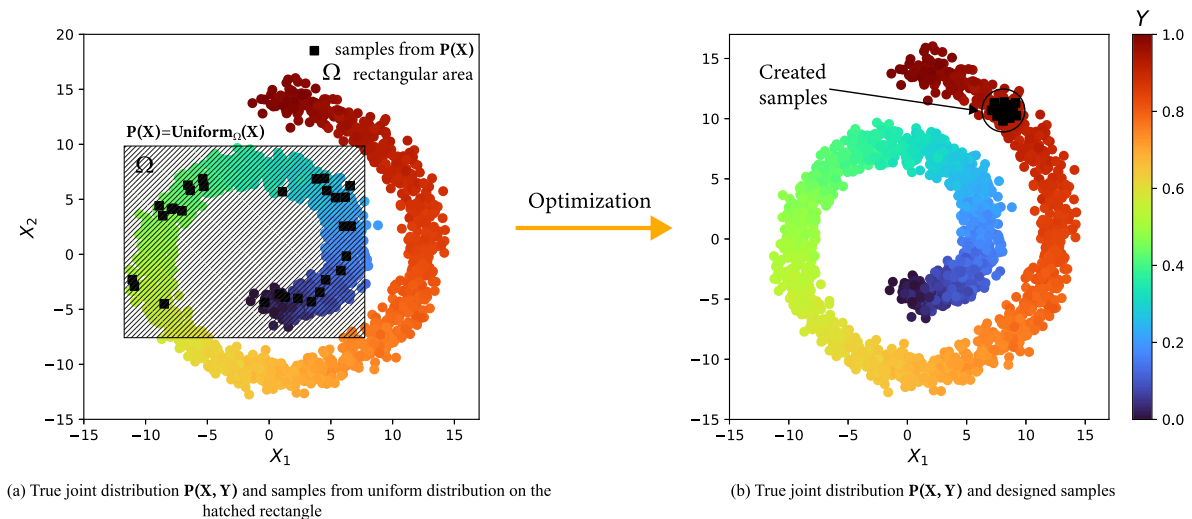 20
15
10
5
0
−5
−10
−15
X2
−15
−10
−5
0
5
10
15
X1
samples from P(X)
Ω rectangular area
P(X)=UniformΩ(X)
Ω
Optimization
15
10
5
0
−5
−10
−15
−15
−10
−5
0
5
10
15
X1
Created
samples
Y
1.0
0.8
0.6
0.4
0.2
0.0
(a) True joint distribution P(X, Y) and samples from uniform distribution on the
hatched rectangle
(b) True joint distribution P(X, Y) and designed samples